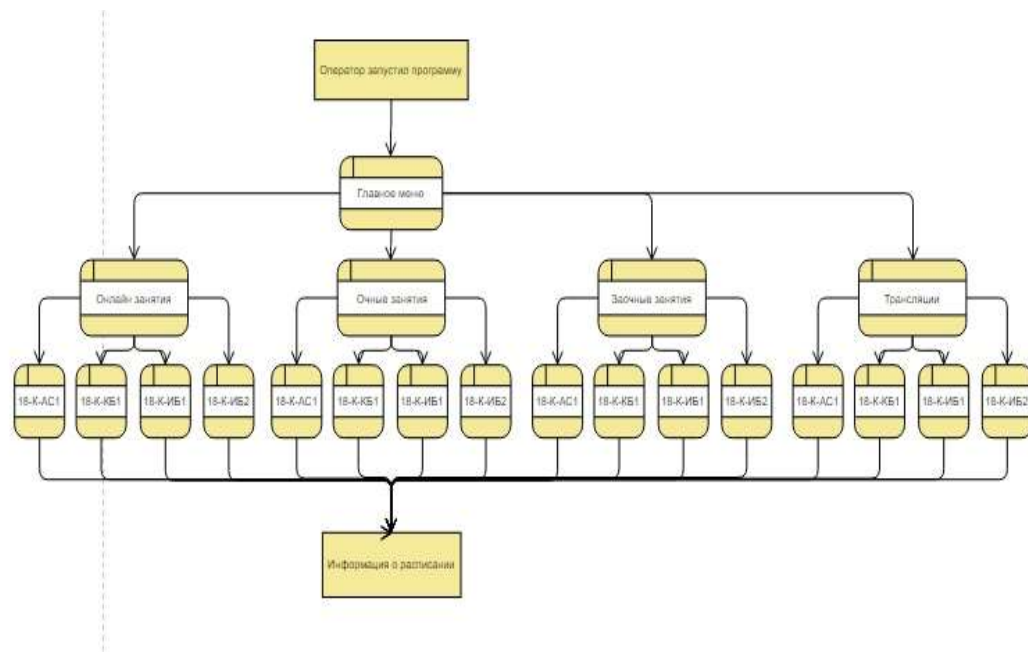 Оператор запустил программу
Главное меню
Онлайн занятия
Очные занятия
Заочные занятия
Трансляции
18-К-АС1
18-К-КБ1
18-К-ИБ1
18-К-ИБ2
18-К-АС1
18-К-КБ1
18-К-ИБ1
18-К-ИБ2
18-К-АС1
18-К-КБ1
18-К-ИБ1
18-К-ИБ2
18-К-АС1
18-К-КБ1
18-К-ИБ1
18-К-ИБ2
Информация о расписании